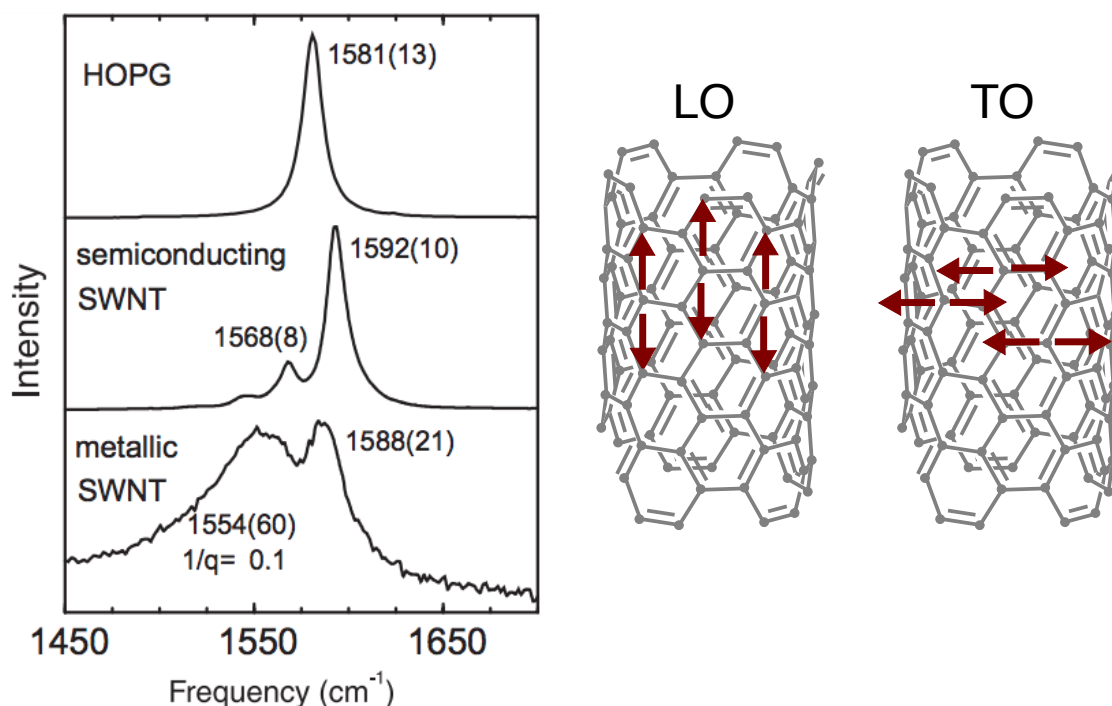 HOPG
1581(13)
semiconducting
SWNT
1592(10)
1568(8)
metallic
SWNT
1588(21)
1554(60)
1/q= 0.1
Intensity
1450
1550
1650
Frequency (cm⁻¹)
LO
TO